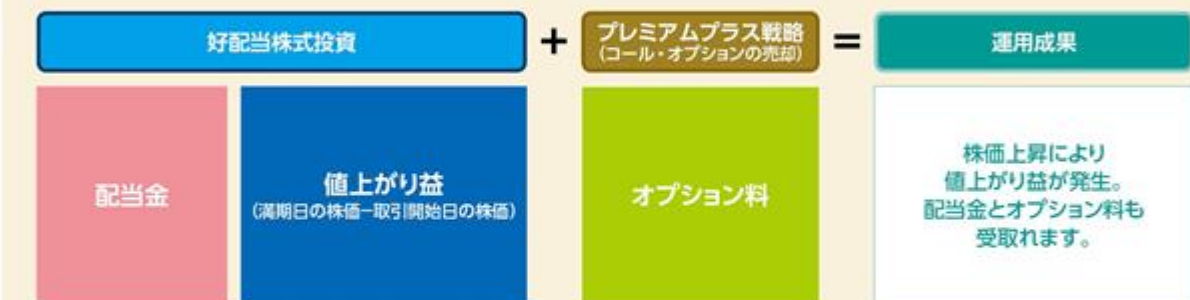 好配当株式投資
+
プレミアムプラス戦略
(コール・オプションの売却)
=
運用成果
配当金
値上がり益
(満期日の株価ー取引開始日の株価)
オプション料
株価上昇により
値上がり益が発生。
配当金とオプション料も
受取れます。